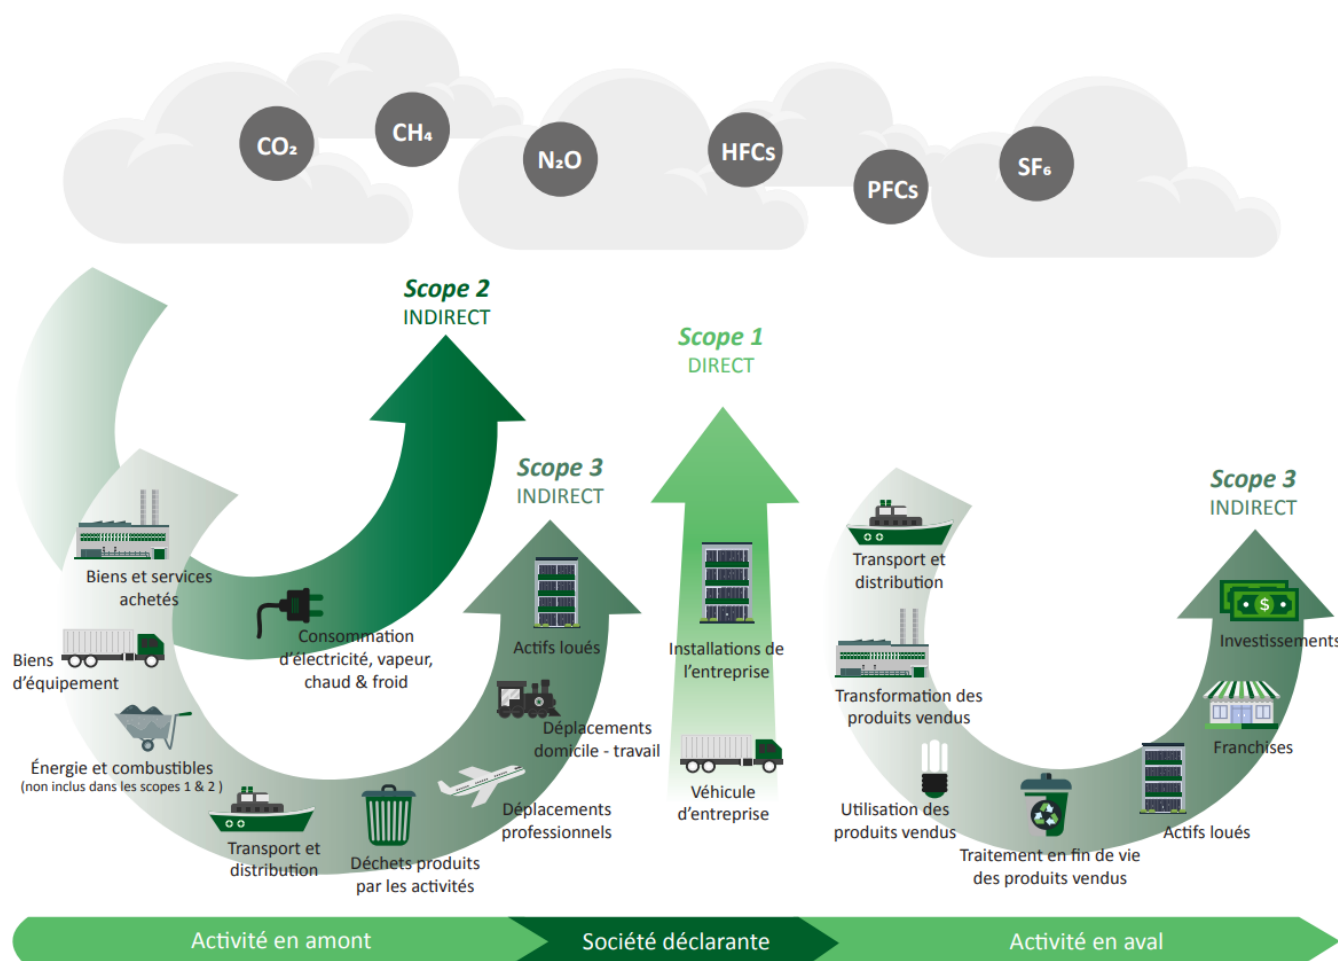 CO₂
CH₄
N₂O
HFCs
PFCs
SF₆
Scope 2
INDIRECT
Scope 1
DIRECT
Scope 3
INDIRECT
Scope 3
INDIRECT
Biens et services
achetés
Biens
d'équipement
Énergie et combustibles
(non inclus dans les scopes 1 & 2 )
Transport et
distribution
Déchets produits
par les activités
Déplacements
professionnels
Déplacements
domicile - travail
Actifs loués
Consommation
d'électricité, vapeur,
chaud & froid
Installations de
l'entreprise
Véhicule
d'entreprise
Transport et
distribution
Transformation des
produits vendus
Utilisation des
produits vendus
Traitement en fin de vie
des produits vendus
Actifs loués
Franchises
$
Investissements
Activité en amont
Société déclarante
Activité en aval